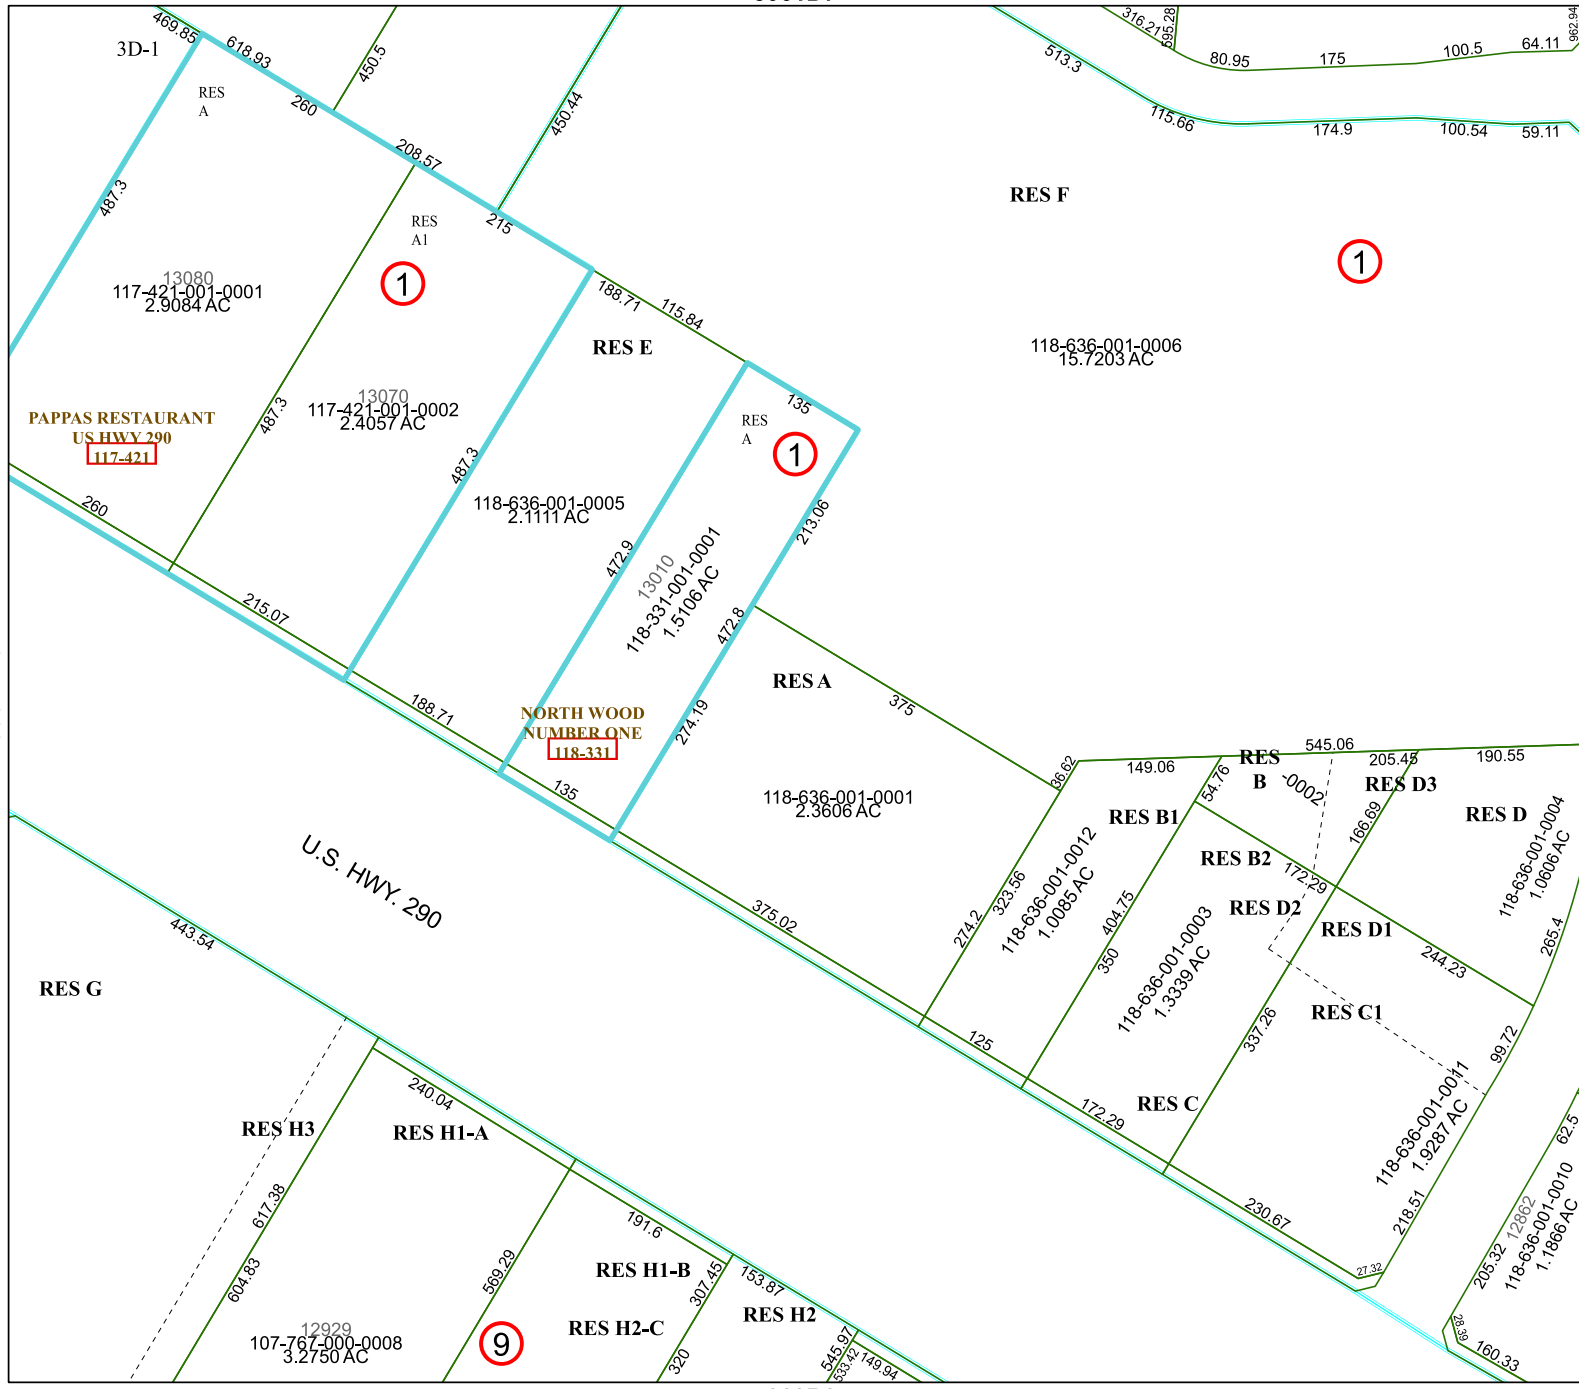 469.85
618.93
3D-1
450.5
316.21
595.28
962.94
80.95
175
100.5
64.11
513.3
RES
A
260
450.44
115.66
174.9
100.54
59.11
208.57
487.3
RES F
RES
A1
215
1
1
13080
117-421-001-0001
2.9084 AC
188.71
115.84
RES E
118-636-001-0006
15.7203 AC
13070
117-421-001-0002
2.4057 AC
487.3
PAPPAS RESTAURANT
US HWY 290
117-421
135
RES
A
1
487.3
260
118-636-001-0005
2.1111 AC
213.06
472.9
13010
118-331-001-0001
1.5106 AC
215.07
472.8
RES A
375
188.71
274.19
NORTH WOOD
NUMBER ONE
118-331
135
118-636-001-0001
2.3606 AC
36.62
149.06
545.06
205.45
190.55
RES
B
-0002
54.76
RES D3
RES D
RES B1
166.69
118-636-001-0004
1.0606 AC
RES B2
172.29
U.S. HWY. 290
323.56
274.2
118-636-001-0012
1.0085 AC
404.75
350
RES D2
RES D1
375.02
443.54
244.23
265.4
118-636-001-0003
1.3339 AC
RES G
RES C1
337.26
125
99.72
240.04
RES H3
RES H1-A
172.29
RES C
118-636-001-0011
1.9287 AC
62.5
617.38
604.83
191.6
230.67
218.51
569.29
RES H1-B
307.45
153.87
27.32
205.32
12862
118-636-001-0010
1.1866 AC
RES H2-C
RES H2
12929
107-767-000-0008
3.2750 AC
9
320
545.97
533.42
149.94
28.39
160.33